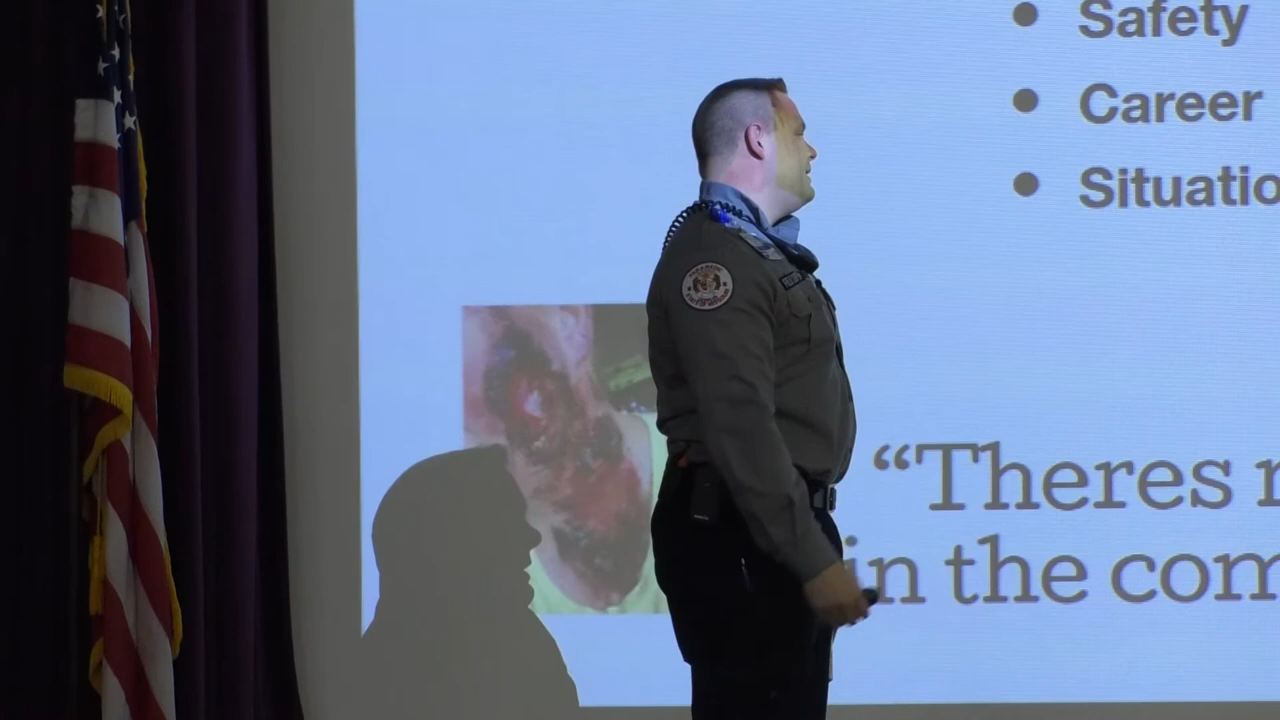 • Safety
• Career
• Situatio
“Theres
in the com